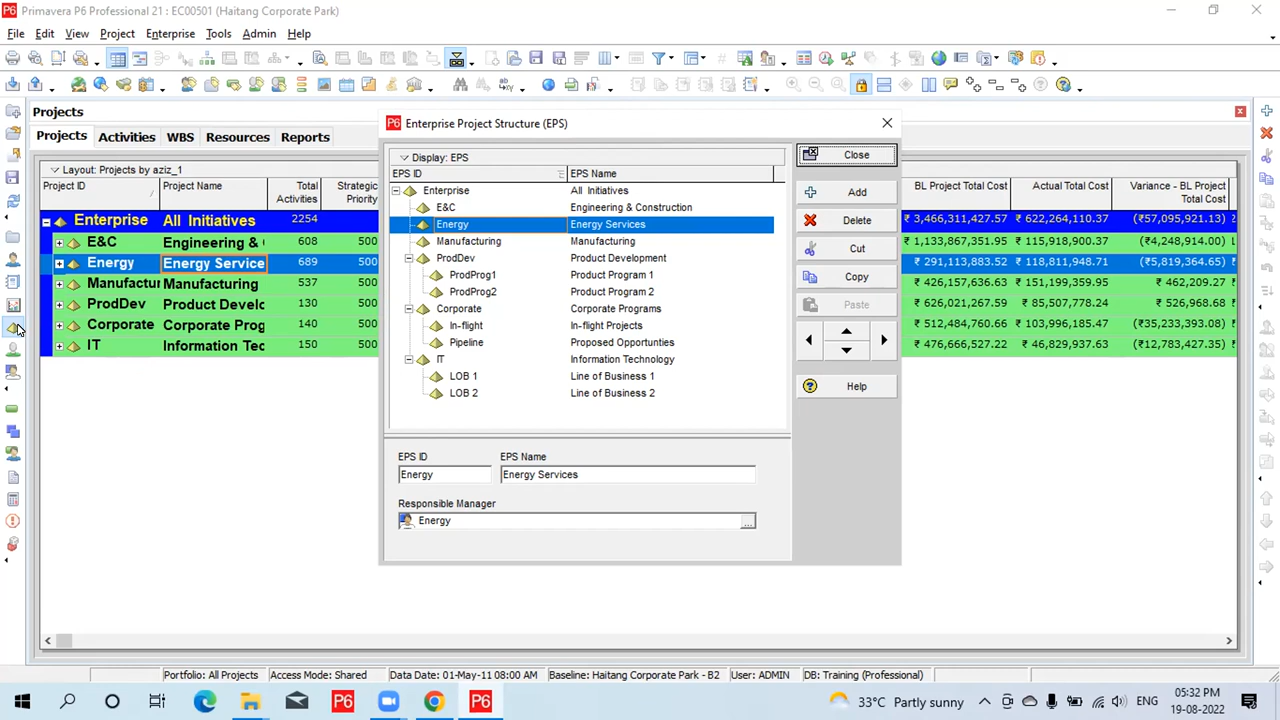 P6 Primavera P6 Professional 21 : EC00501 (Haitang Corporate Park)
File Edit View Project Enterprise Tools Admin Help
Projects
Projects Activities WBS Resources Reports
Layout: Projects by aziz_1
Project ID Project Name Total Activities Strategic Priority BL Project Total Cost Actual Total Cost Variance - BL Project Total Cost
Enterprise All Initiatives 2254 ₹ 3,466,311,427.57 ₹ 622,264,110.37 (₹57,095,921.13)
E&C Engineering & 608 500 ₹ 1,133,867,351.95 ₹ 115,918,900.37 (₹4,248,914.00)
Energy Energy Service 689 500 ₹ 291,113,883.52 ₹ 118,811,948.71 (₹5,819,364.65)
Manufactur Manufacturing 537 500 ₹ 426,157,636.63 ₹ 151,199,359.95 ₹ 462,209.27
ProdDev Product Develc 130 500 ₹ 626,021,267.59 ₹ 85,507,778.24 ₹ 526,968.68
Corporate Corporate Prog 140 500 ₹ 512,484,760.66 ₹ 103,996,185.47 (₹35,233,393.08)
IT Information Tec 150 500 ₹ 476,666,527.22 ₹ 46,829,937.63 (₹12,783,427.35)
P6 Enterprise Project Structure (EPS)
Display: EPS
EPS ID EPS Name
Enterprise All Initiatives
E&C Engineering & Construction
Energy Energy Services
Manufacturing Manufacturing
ProdDev Product Development
ProdProg1 Product Program 1
ProdProg2 Product Program 2
Corporate Corporate Programs
In-flight In-flight Projects
Pipeline Proposed Opportunities
IT Information Technology
LOB 1 Line of Business 1
LOB 2 Line of Business 2
Close
Add
Delete
Cut
Copy
Paste
Help
EPS ID EPS Name
Energy Energy Services
Responsible Manager
Energy ...
Portfolio: All Projects Access Mode: Shared Data Date: 01-May-11 08:00 AM Baseline: Haitang Corporate Park - B2 User: ADMIN DB: Training (Professional)
P6 P6 33°C Partly sunny ENG 05:32 PM
19-08-2022